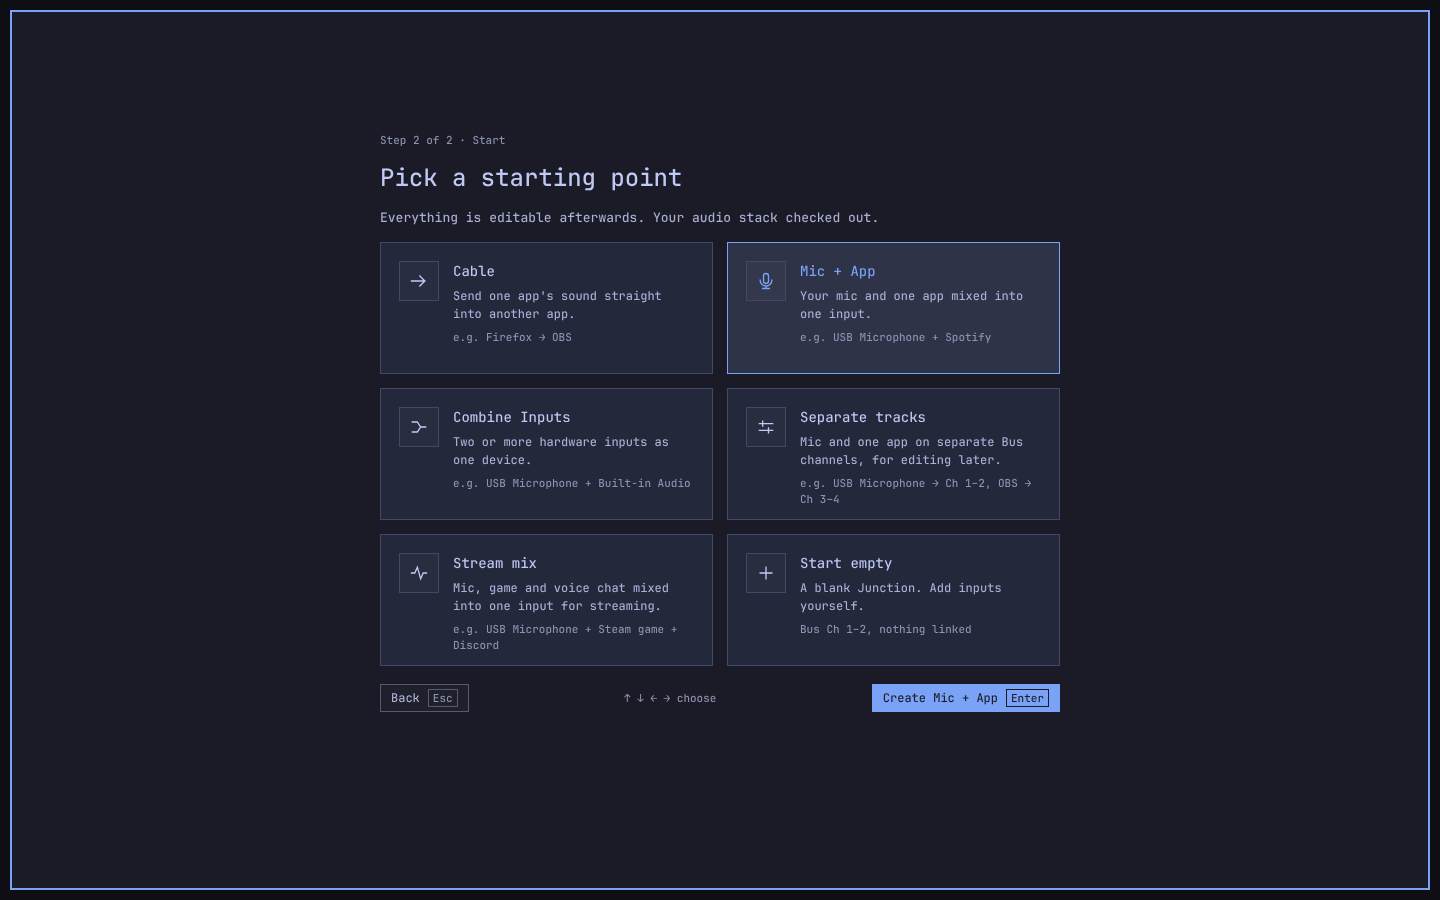 Step 2 of 2 · Start
Pick a starting point
Everything is editable afterwards. Your audio stack checked out.
Cable
Send one app's sound straight
into another app.
e.g. Firefox → OBS
Mic + App
Your mic and one app mixed into
one input.
e.g. USB Microphone + Spotify
Combine Inputs
Two or more hardware inputs as
one device.
e.g. USB Microphone + Built-in Audio
Separate tracks
Mic and one app on separate Bus
channels, for editing later.
e.g. USB Microphone → Ch 1–2, OBS →
Ch 3–4
Stream mix
Mic, game and voice chat mixed
into one input for streaming.
e.g. USB Microphone + Steam game +
Discord
Start empty
A blank Junction. Add inputs
yourself.
Bus Ch 1–2, nothing linked
Back Esc
↑ ↓ ← → choose
Create Mic + App Enter